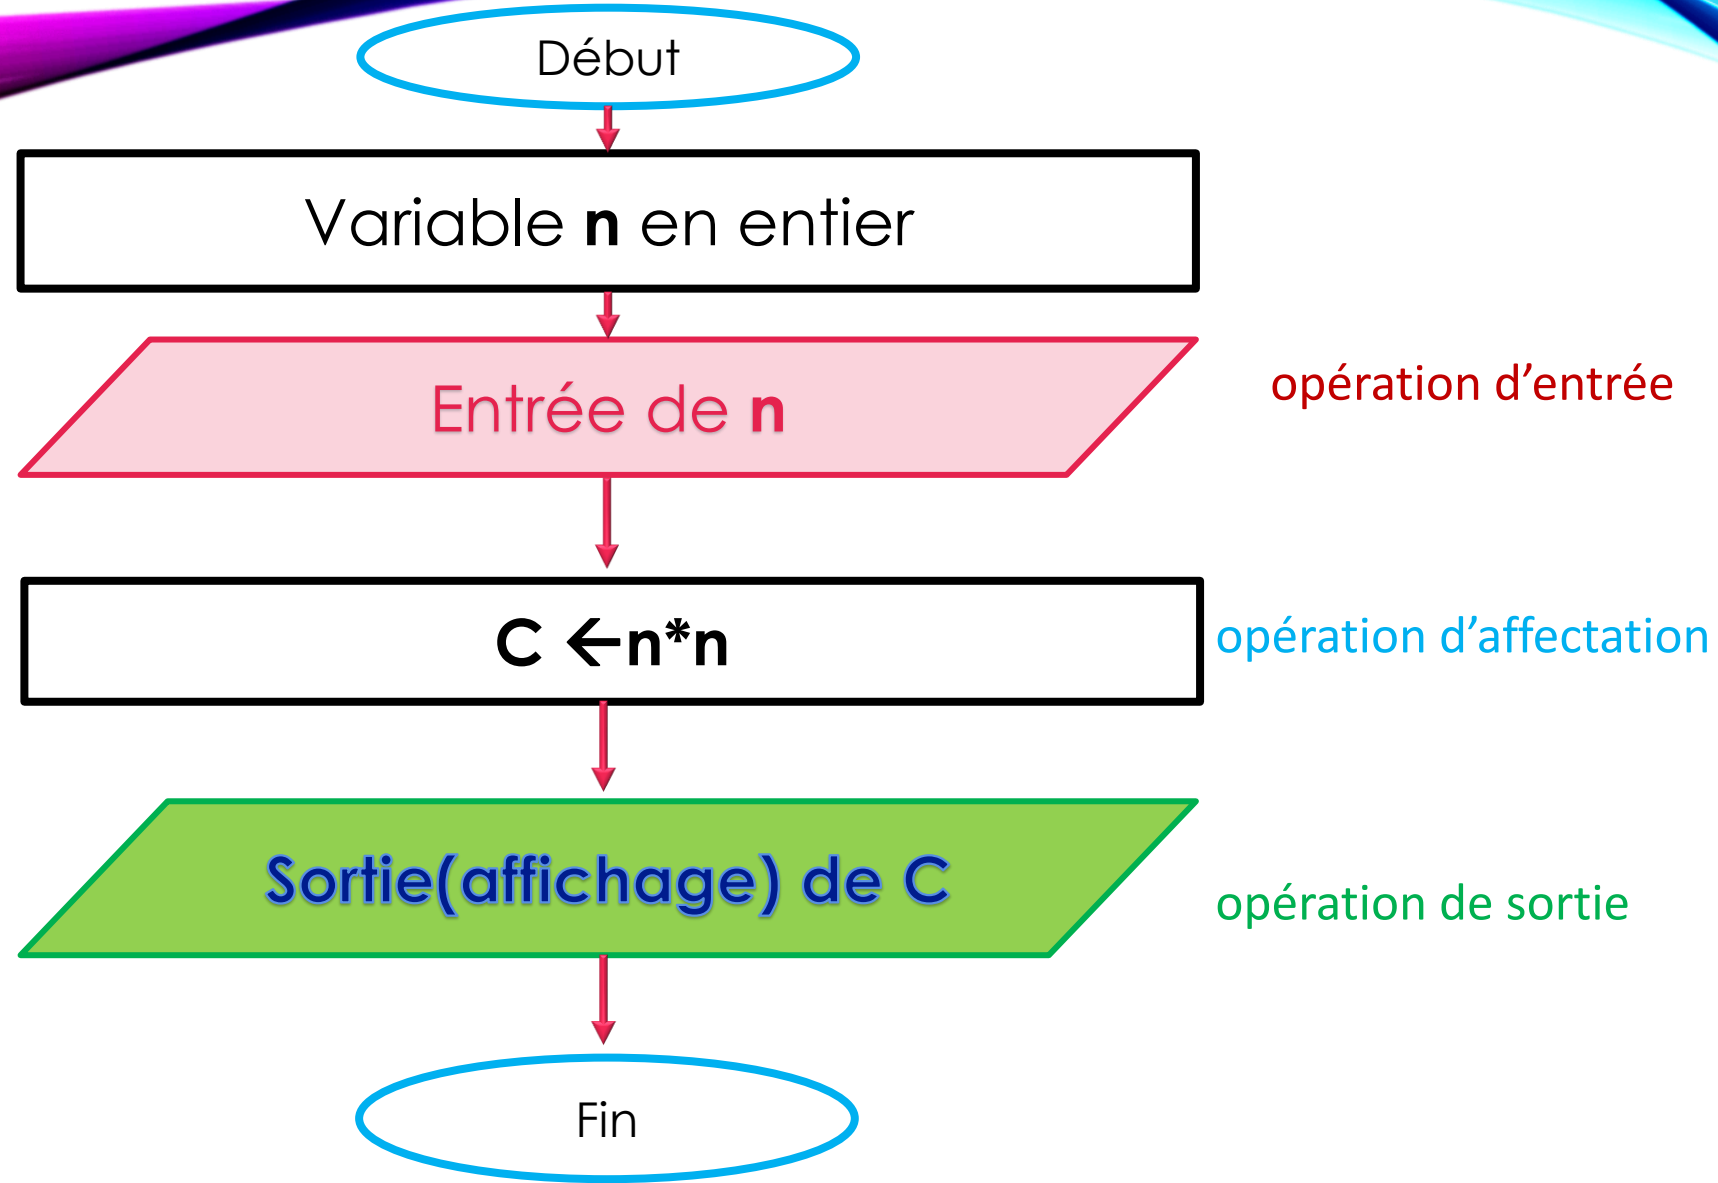 Début
Variable n en entier
Entrée de n
opération d’entrée
C ←n*n
opération d’affectation
Sortie(affichage) de C
opération de sortie
Fin